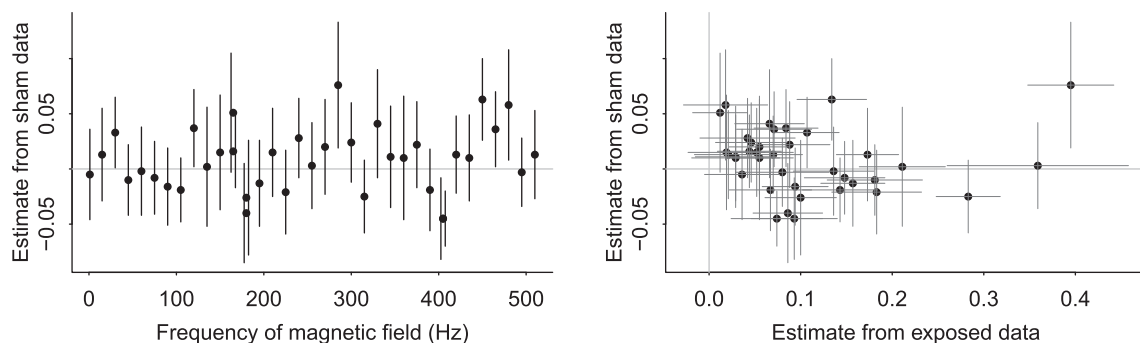 Estimate from sham data
0.05
−0.05
0 100 200 300 400 500
Frequency of magnetic field (Hz)
Estimate from sham data
0.05
−0.05
0.0 0.1 0.2 0.3 0.4
Estimate from exposed data